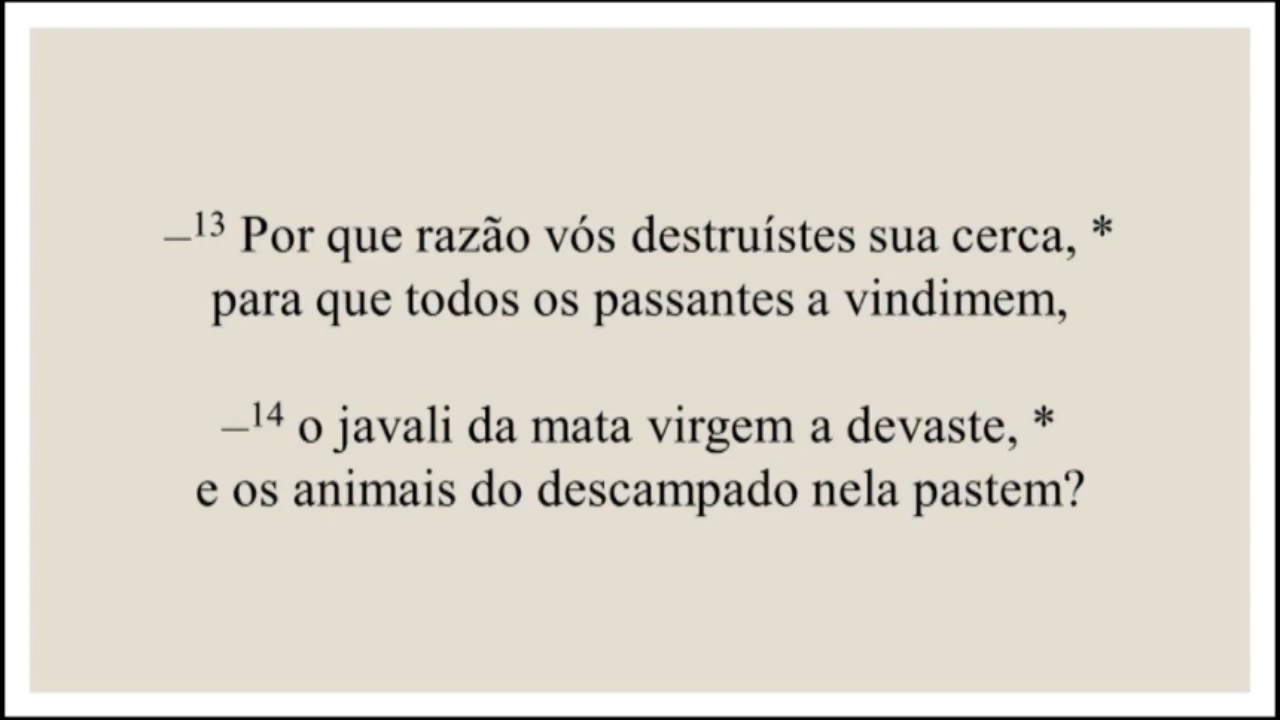 –¹³ Por que razão vós destruístes sua cerca, *
para que todos os passantes a vindimem,
–¹⁴ o javali da mata virgem a devaste, *
e os animais do descampado nela pastem?